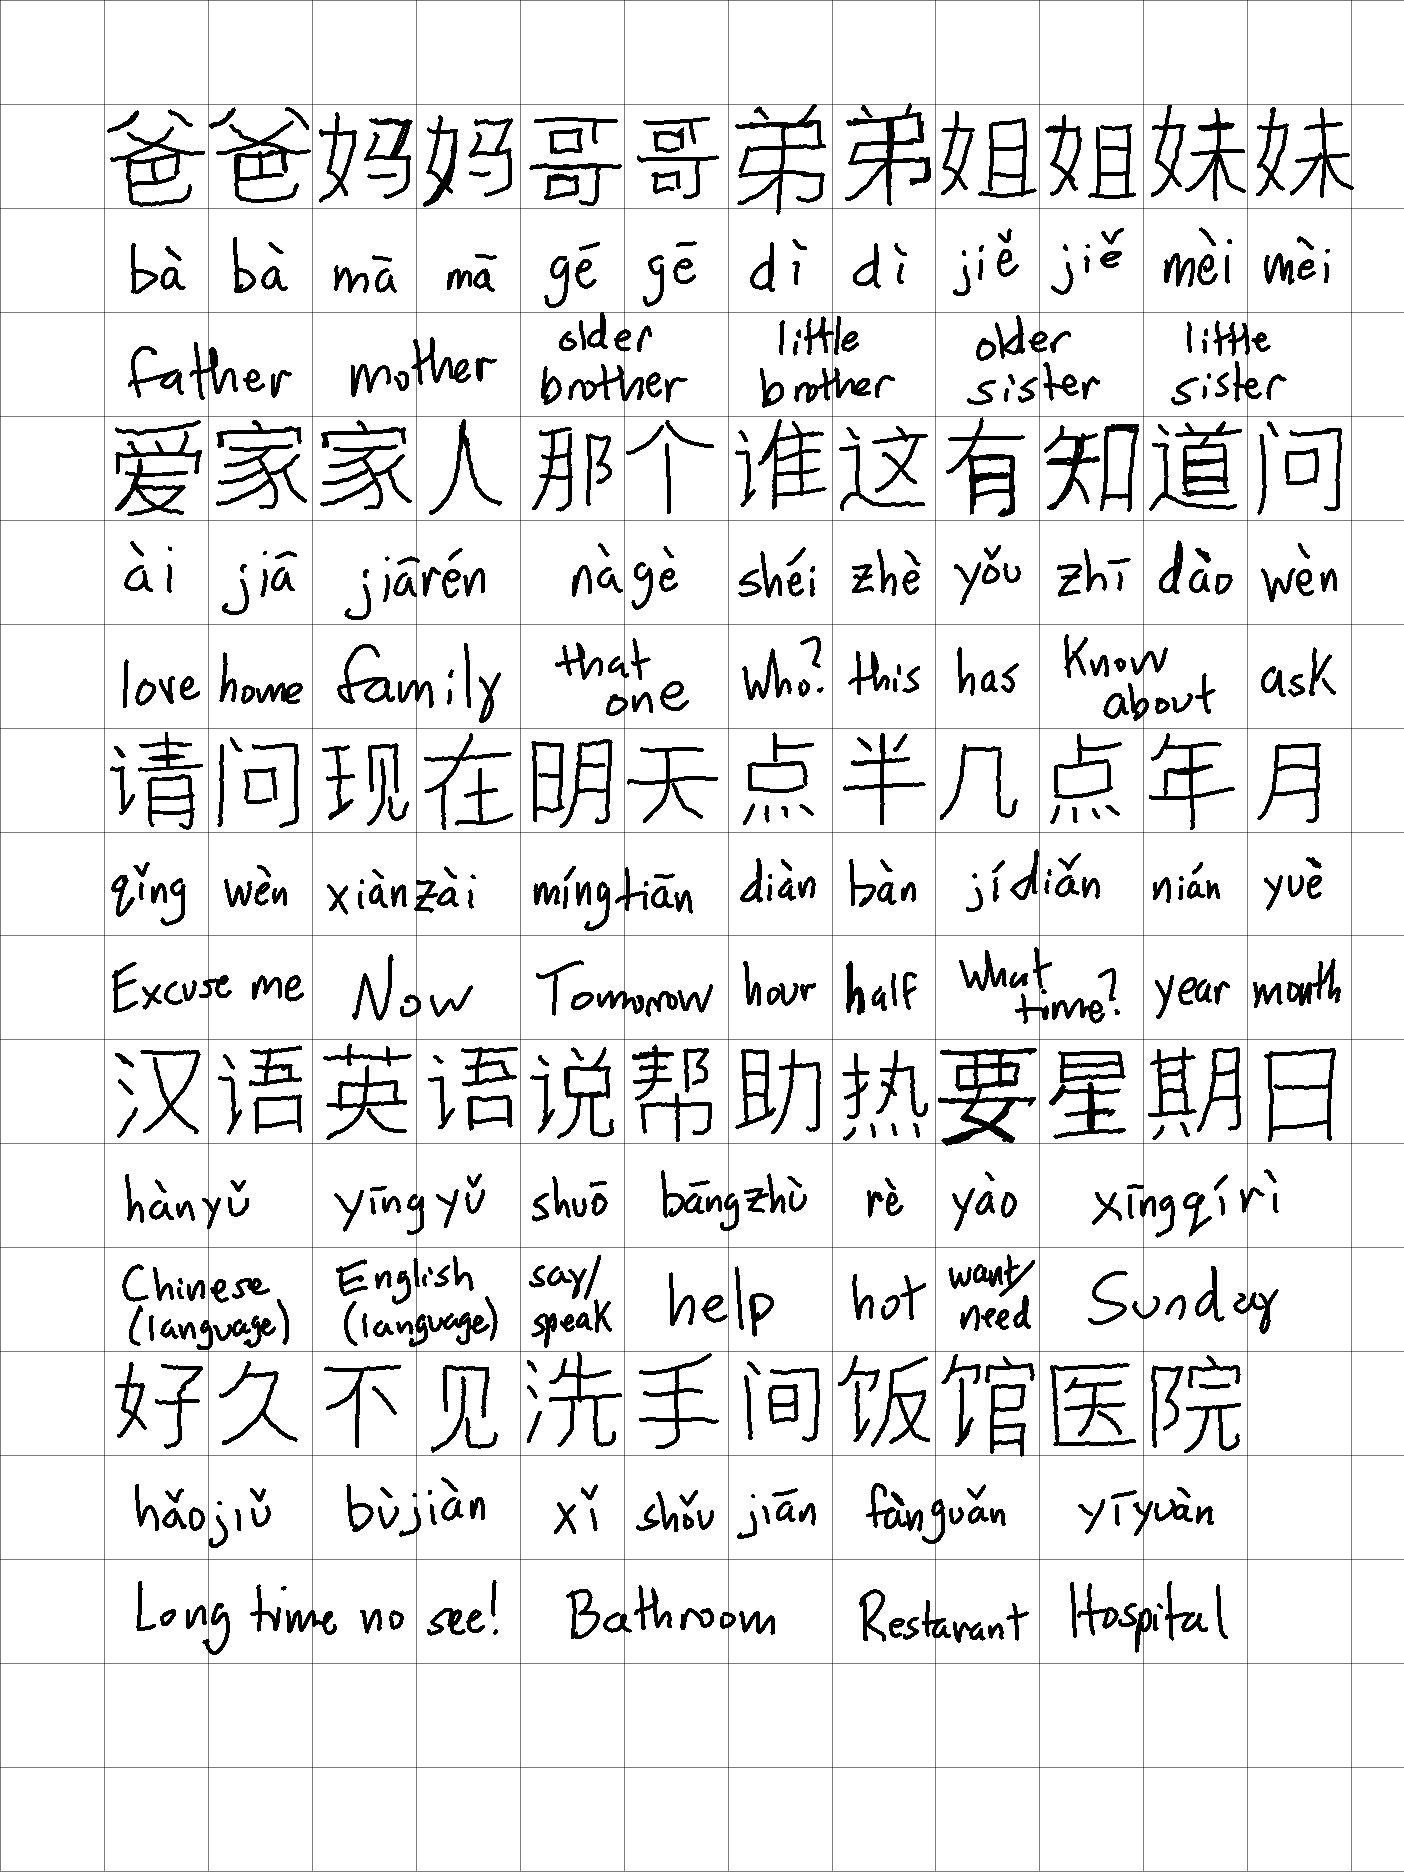 爸爸妈妈哥哥弟弟姐姐妹妹
bà bà mā mā gē gē dì dì jiě jiě mèi mèi
father mother older brother little brother older sister little sister
爱家家人那个谁这有知道问
ài jiā jiārén nàgè shéi zhè yǒu zhī dào wèn
love home family that one who? this has know about ask
请问现在明天点半几点年月
qǐng wèn xiànzài míngtiān diàn bàn jídiǎn nián yuè
Excuse me Now Tomorrow hour half what time? year month
汉语英语说帮助热要星期日
hànyǔ yīngyǔ shuō bāngzhù rè yào xīngqírì
Chinese (language) English (language) say/speak help hot want/need Sunday
好久不见洗手间饭馆医院
hǎojiǔ bùjiàn xǐ shǒu jiān fànguǎn yīyuàn
Long time no see! Bathroom Restarant Hospital